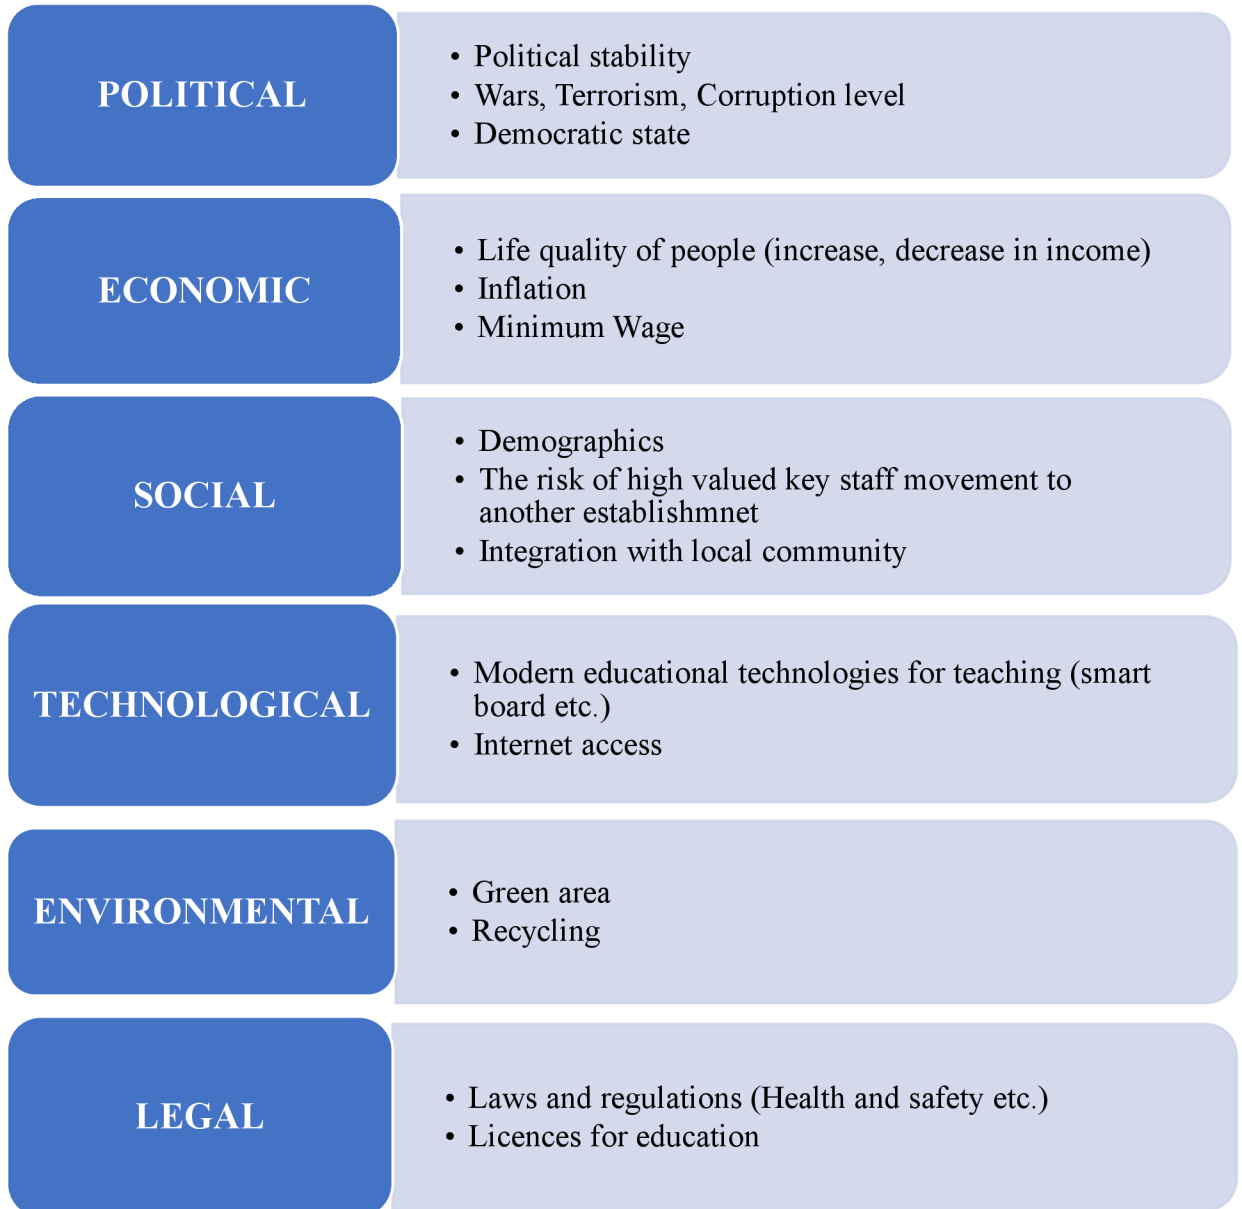 POLITICAL
• Political stability
• Wars, Terrorism, Corruption level
• Democratic state
ECONOMIC
• Life quality of people (increase, decrease in income)
• Inflation
• Minimum Wage
SOCIAL
• Demographics
• The risk of high valued key staff movement to
another establishmnet
• Integration with local community
TECHNOLOGICAL
• Modern educational technologies for teaching (smart
board etc.)
• Internet access
ENVIRONMENTAL
• Green area
• Recycling
LEGAL
• Laws and regulations (Health and safety etc.)
• Licences for education